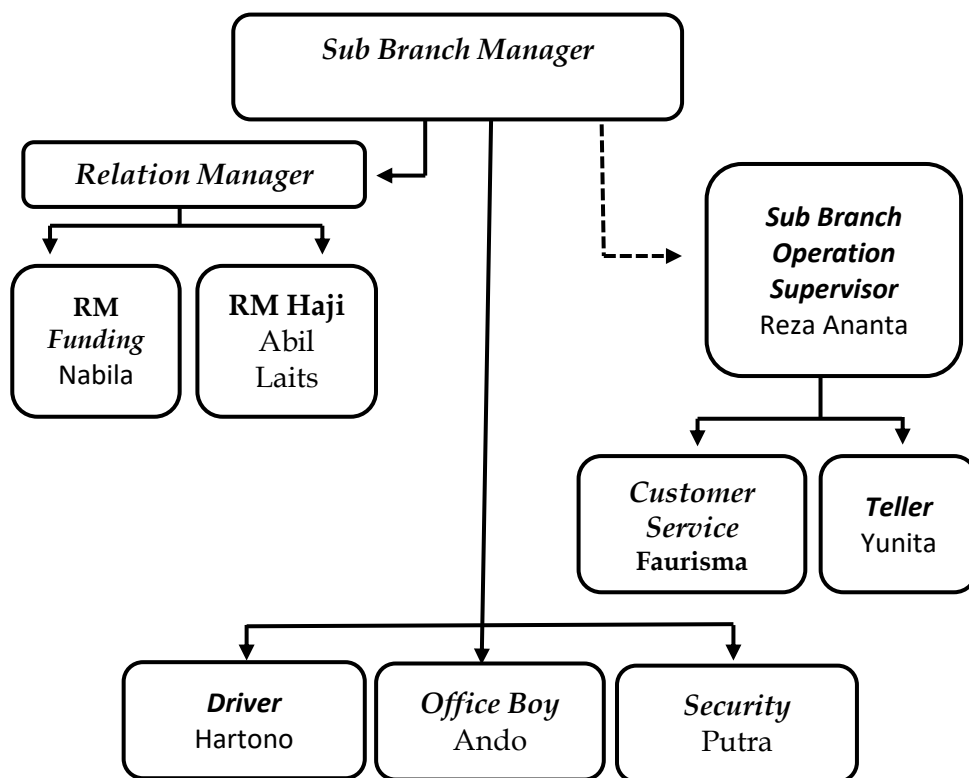 Sub Branch Manager
Relation Manager
Sub Branch
Operation
Supervisor
Reza Ananta
RM
Funding
Nabila
RM Haji
Abil
Laits
Customer
Service
Faurisma
Teller
Yunita
Driver
Hartono
Office Boy
Ando
Security
Putra